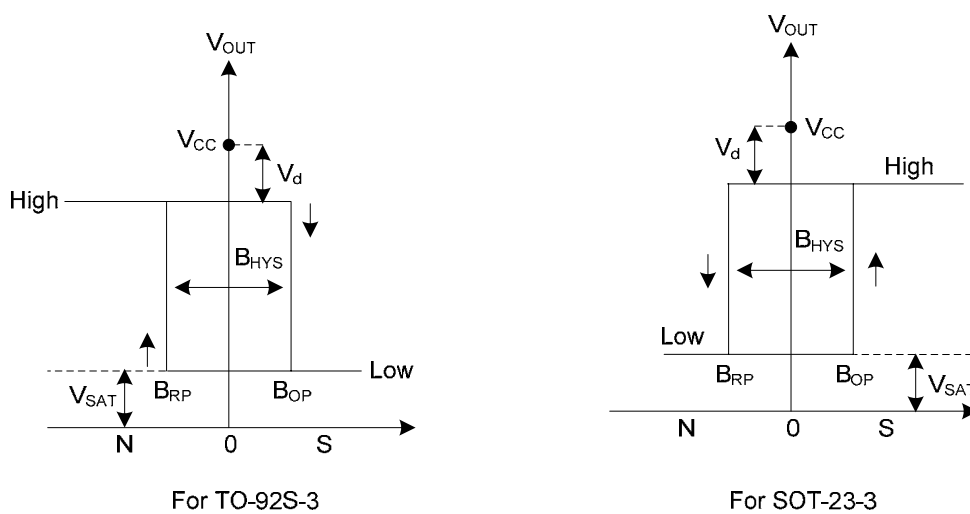 VOUT
VCC
Vd
High
BHYS
Low
VSAT
BRP
BOP
N
0
S
For TO-92S-3
VOUT
VCC
Vd
High
BHYS
Low
BRP
BOP
VSAT
N
0
S
For SOT-23-3